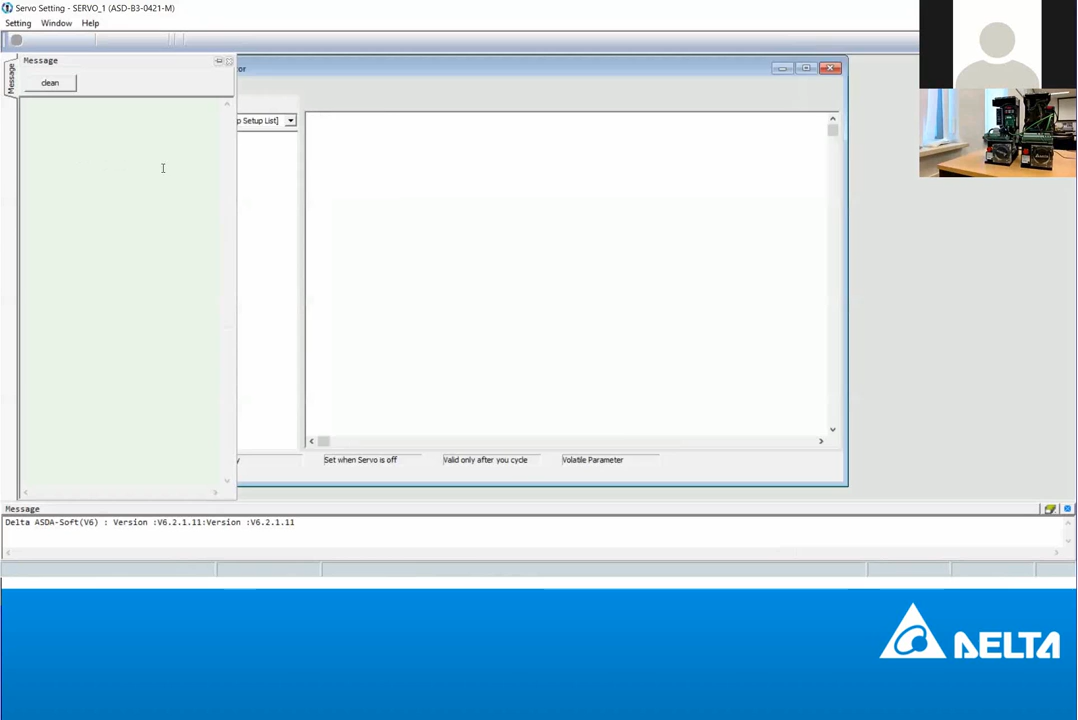 Servo Setting - SERVO_1 (ASD-B3-0421-M)
Setting Window Help
Message
Message
clean
tor
p Setup List]
y
Set when Servo is off
Valid only after you cycle
Volatile Parameter
Message
Delta ASDA-Soft(V6) : Version :V6.2.1.11:Version :V6.2.1.11
DELTA